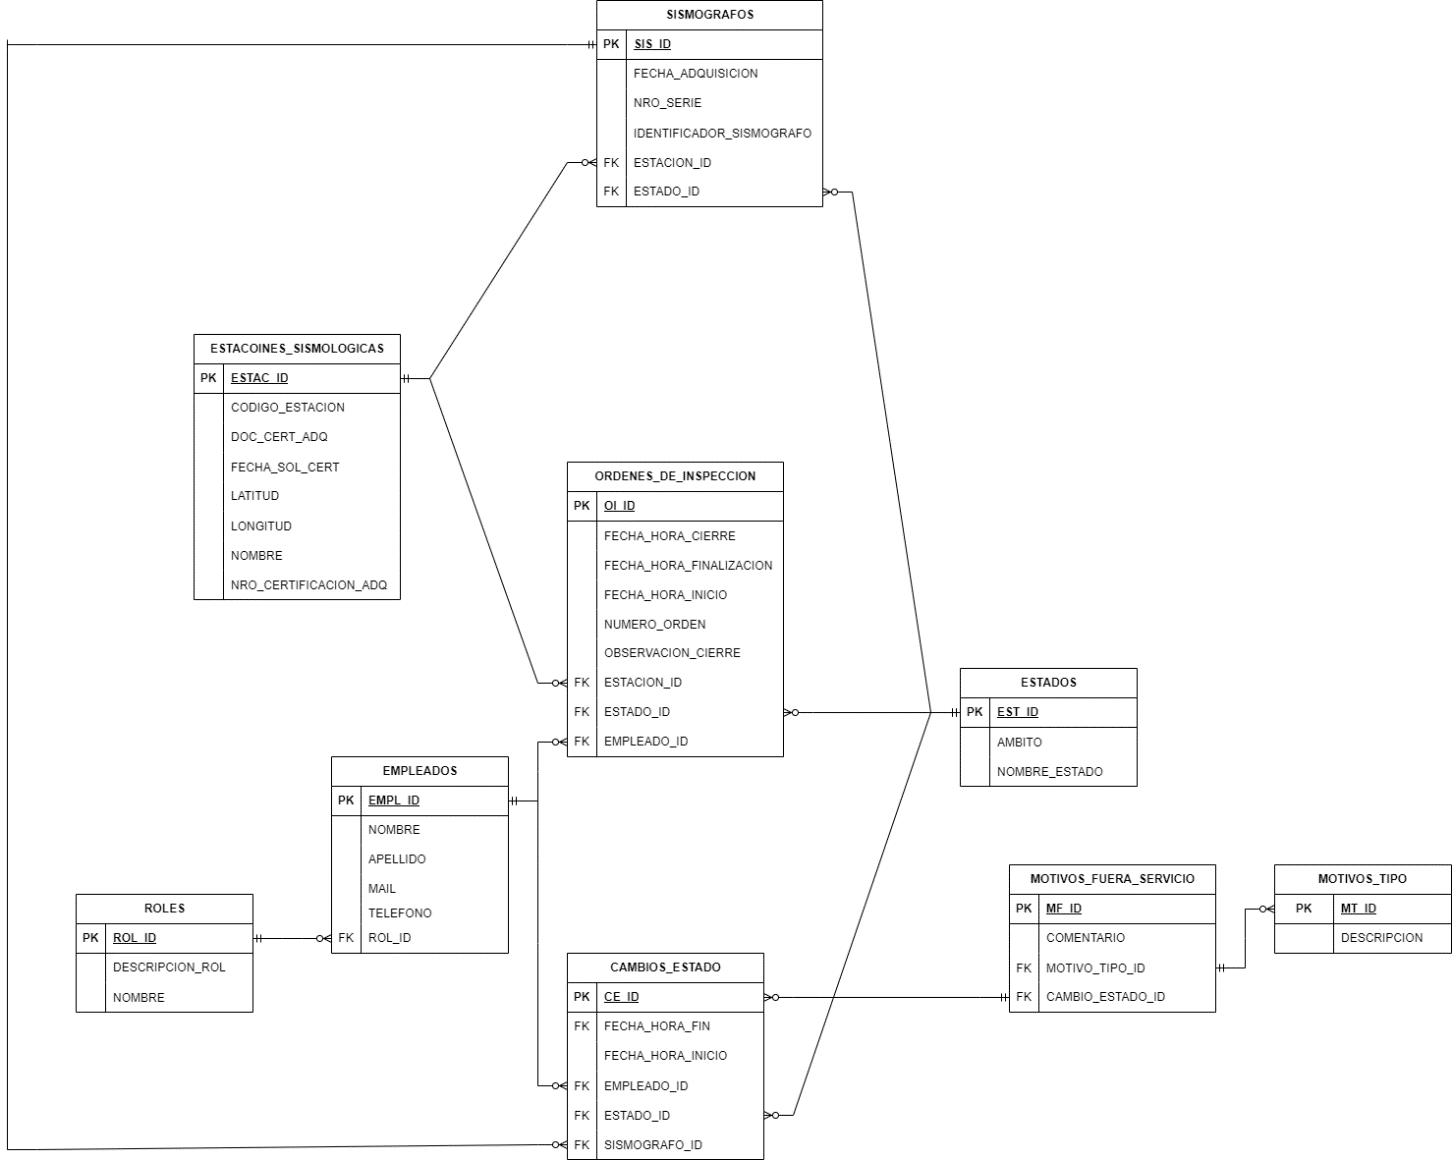 SISMOGRAFOS
PK SIS_ID
FECHA_ADQUISICION
NRO_SERIE
IDENTIFICADOR_SISMOGRAFO
FK ESTACION_ID
FK ESTADO_ID
ESTACOINES_SISMOLOGICAS
PK ESTAC_ID
CODIGO_ESTACION
DOC_CERT_ADQ
FECHA_SOL_CERT
LATITUD
LONGITUD
NOMBRE
NRO_CERTIFICACION_ADQ
ORDENES_DE_INSPECCION
PK OI_ID
FECHA_HORA_CIERRE
FECHA_HORA_FINALIZACION
FECHA_HORA_INICIO
NUMERO_ORDEN
OBSERVACION_CIERRE
FK ESTACION_ID
FK ESTADO_ID
FK EMPLEADO_ID
ESTADOS
PK EST_ID
AMBITO
NOMBRE_ESTADO
EMPLEADOS
PK EMPL_ID
NOMBRE
APELLIDO
MAIL
TELEFONO
FK ROL_ID
ROLES
PK ROL_ID
DESCRIPCION_ROL
NOMBRE
MOTIVOS_FUERA_SERVICIO
PK MF_ID
COMENTARIO
FK MOTIVO_TIPO_ID
FK CAMBIO_ESTADO_ID
MOTIVOS_TIPO
PK MT_ID
DESCRIPCION
CAMBIOS_ESTADO
PK CE_ID
FK FECHA_HORA_FIN
FECHA_HORA_INICIO
FK EMPLEADO_ID
FK ESTADO_ID
FK SISMOGRAFO_ID